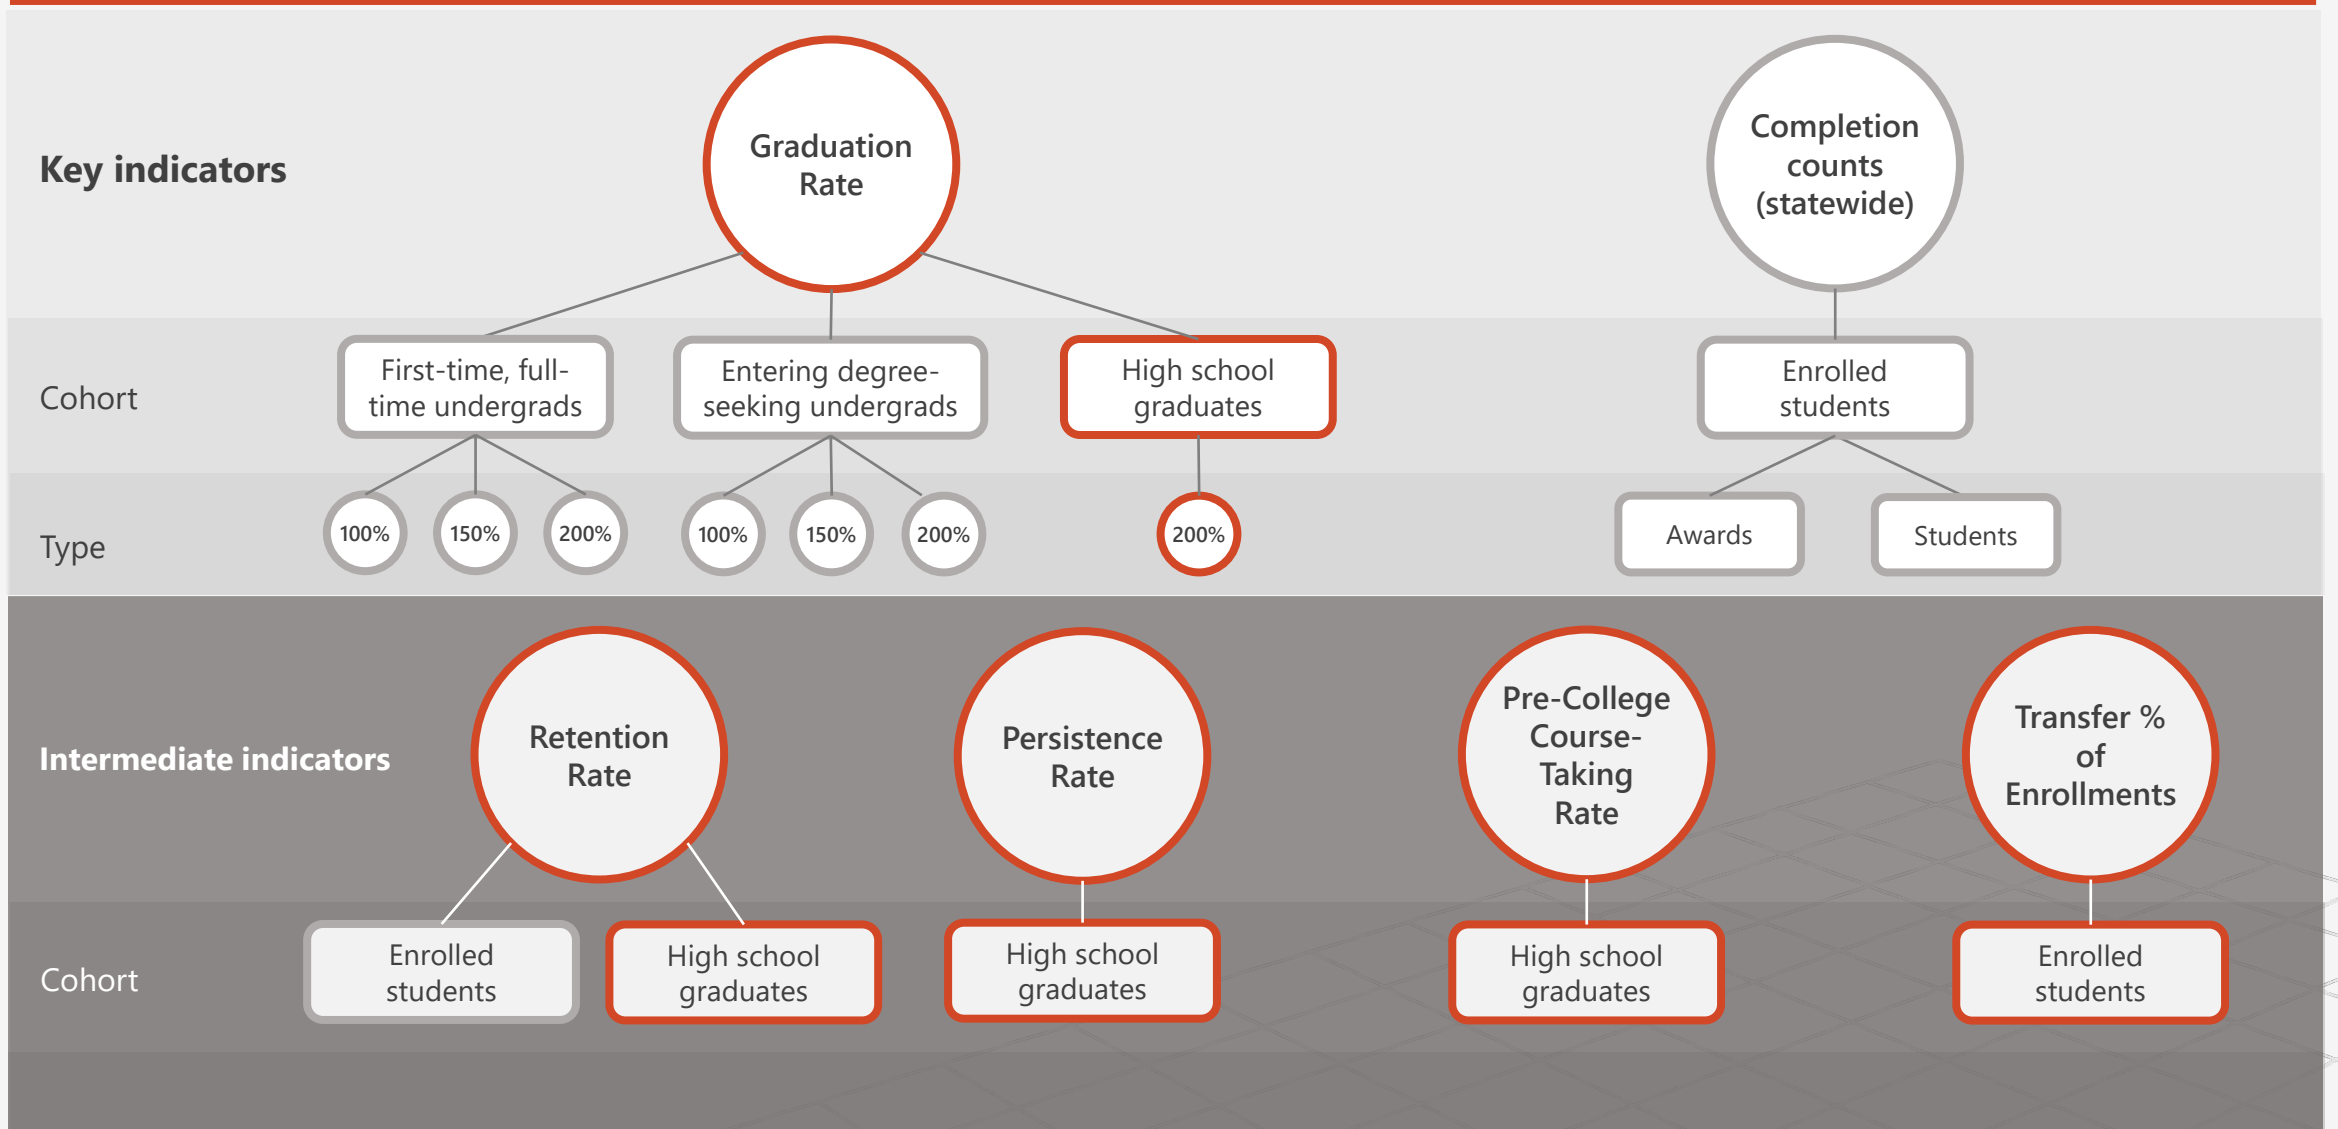 Key indicators
Graduation
Rate
Completion
counts
(statewide)
Cohort
First-time, full-
time undergrads
Entering degree-
seeking undergrads
High school
graduates
Enrolled
students
Type
100%
150%
200%
100%
150%
200%
200%
Awards
Students
Intermediate indicators
Retention
Rate
Persistence
Rate
Pre-College
Course-
Taking
Rate
Transfer %
of
Enrollments
Cohort
Enrolled
students
High school
graduates
High school
graduates
High school
graduates
Enrolled
students